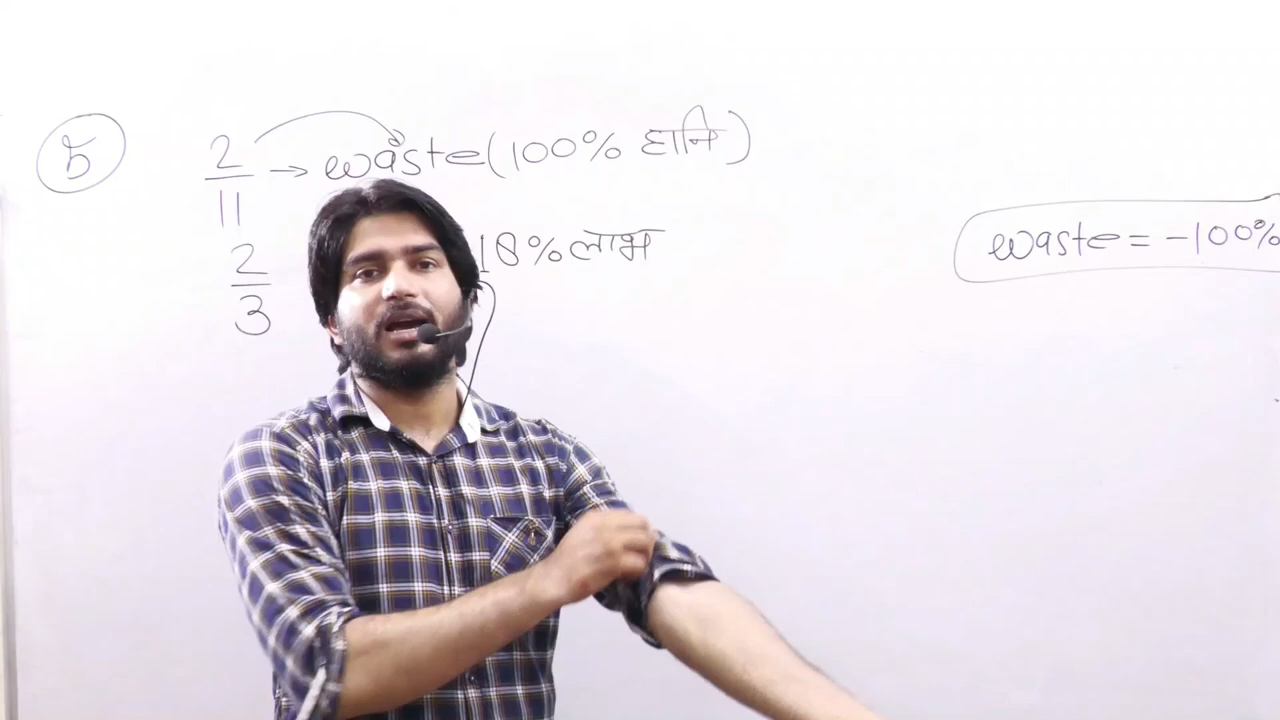 5
2/11 → waste (100% हानि)
2/3 18% लाभ
waste = -100%